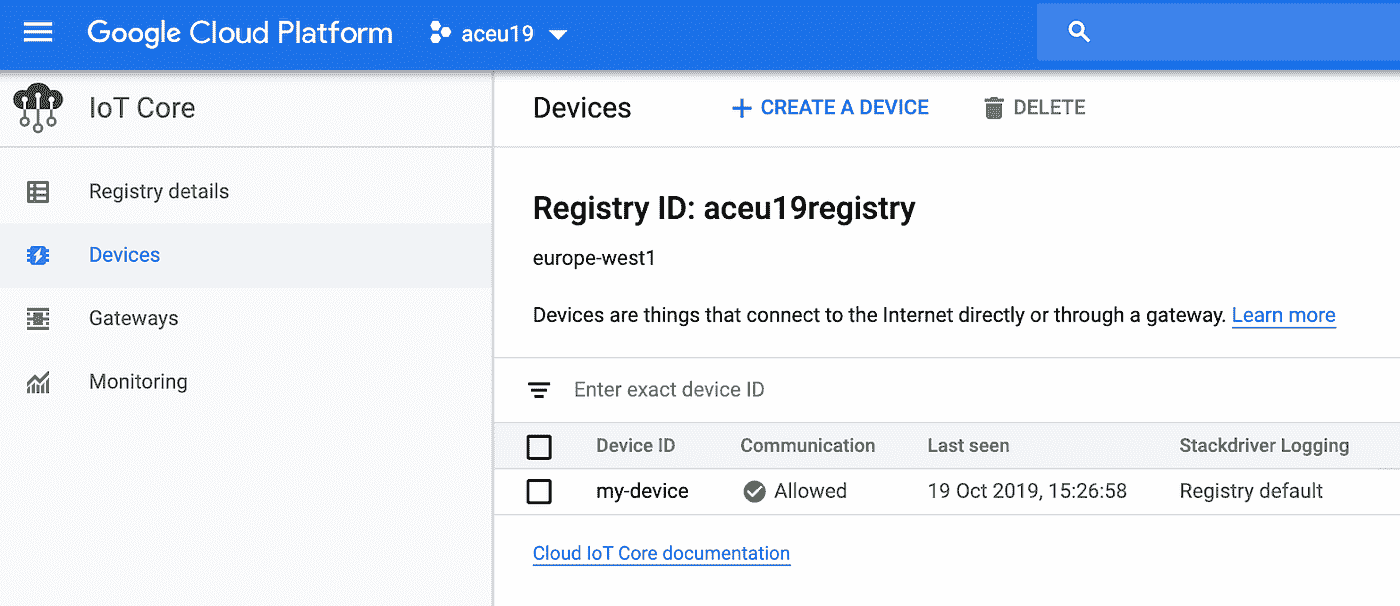 Google Cloud Platform aceu19
IoT Core
Devices CREATE A DEVICE DELETE
Registry details
Devices
Gateways
Monitoring
Registry ID: aceu19registry
europe-west1
Devices are things that connect to the Internet directly or through a gateway. Learn more
Enter exact device ID
Device ID Communication Last seen Stackdriver Logging
my-device Allowed 19 Oct 2019, 15:26:58 Registry default
Cloud IoT Core documentation